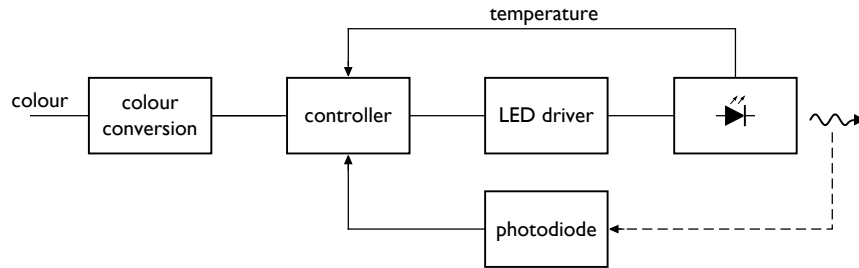 temperature
colour
colour
conversion
controller
LED driver
photodiode